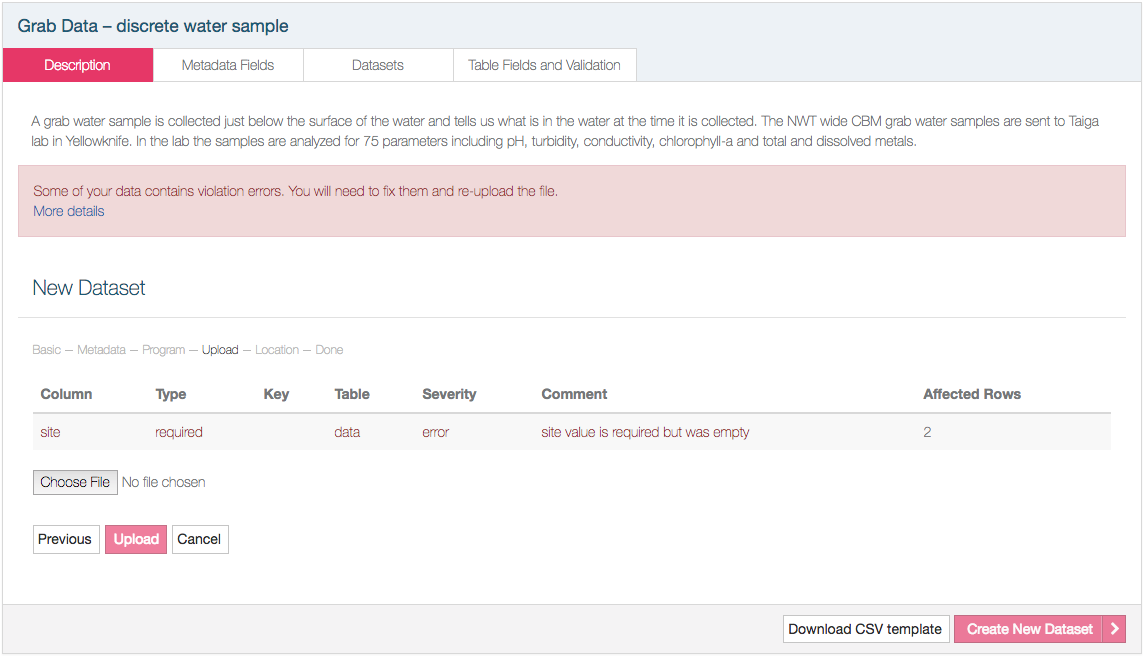 Grab Data – discrete water sample
Description Metadata Fields Datasets Table Fields and Validation
A grab water sample is collected just below the surface of the water and tells us what is in the water at the time it is collected. The NWT wide CBM grab water samples are sent to Taiga
lab in Yellowknife. In the lab the samples are analyzed for 75 parameters including pH, turbidity, conductivity, chlorophyll-a and total and dissolved metals.
Some of your data contains violation errors. You will need to fix them and re-upload the file.
More details
New Dataset
Basic – Metadata – Program – Upload – Location – Done
Column Type Key Table Severity Comment Affected Rows
site required data error site value is required but was empty 2
Choose File No file chosen
Previous Upload Cancel
Download CSV template Create New Dataset